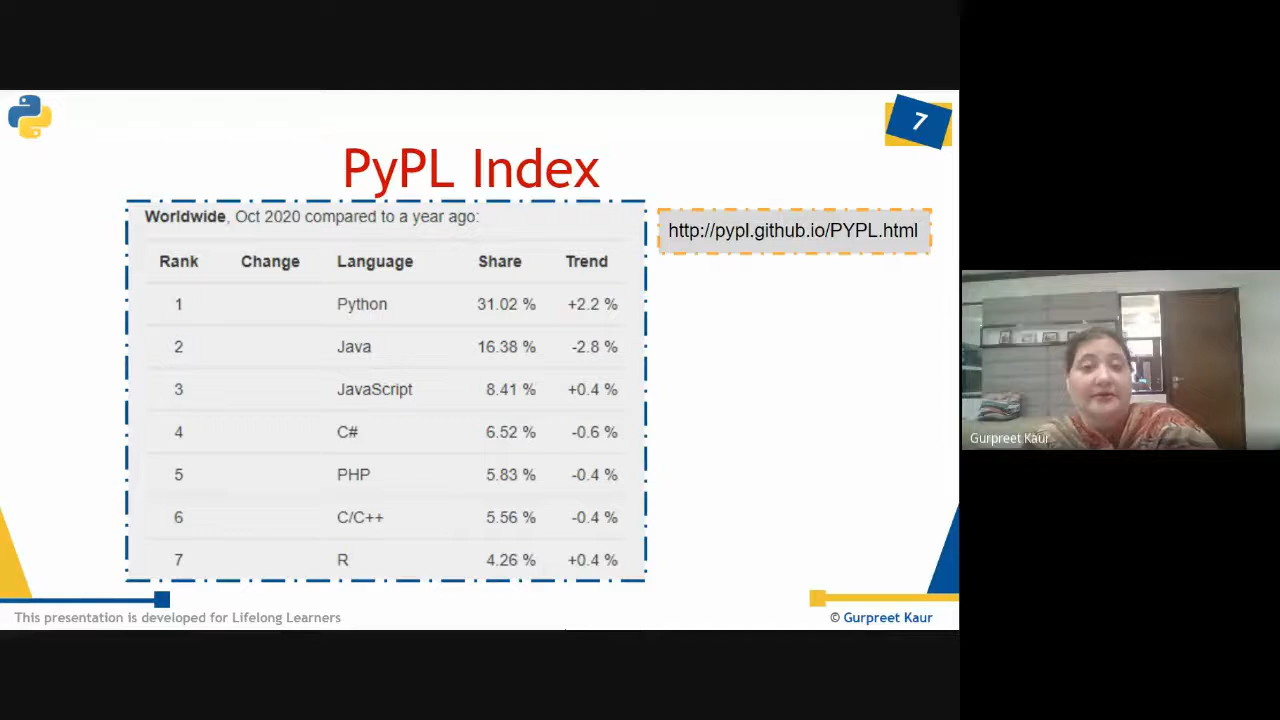 7
PyPL Index
Worldwide, Oct 2020 compared to a year ago:
Rank Change Language Share Trend
1 Python 31.02 % +2.2 %
2 Java 16.38 % -2.8 %
3 JavaScript 8.41 % +0.4 %
4 C# 6.52 % -0.6 %
5 PHP 5.83 % -0.4 %
6 C/C++ 5.56 % -0.4 %
7 R 4.26 % +0.4 %
http://pypl.github.io/PYPL.html
Gurpreet Kaur
This presentation is developed for Lifelong Learners
© Gurpreet Kaur